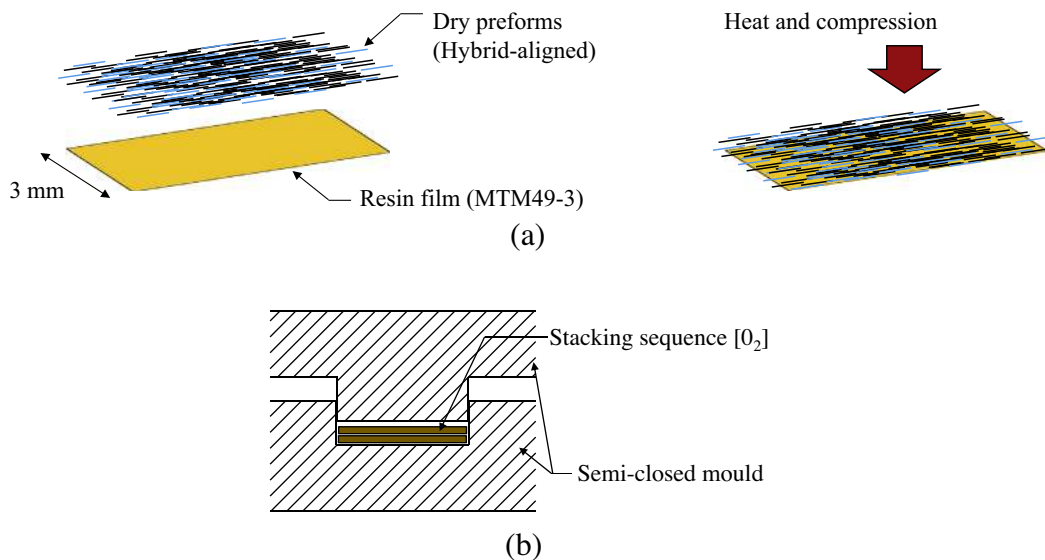 Dry preforms
(Hybrid-aligned)
Heat and compression
3 mm
Resin film (MTM49-3)
(a)
Stacking sequence [0₂]
Semi-closed mould
(b)